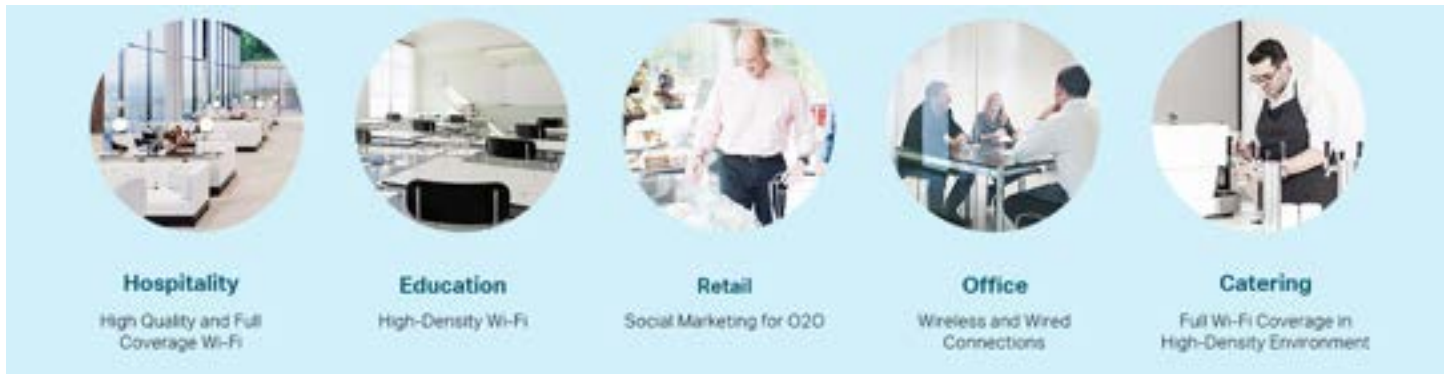 Hospitality
High Quality and Full
Coverage Wi-Fi
Education
High-Density Wi-Fi
Retail
Social Marketing for O2O
Office
Wireless and Wired
Connections
Catering
Full Wi-Fi Coverage in
High-Density Environment